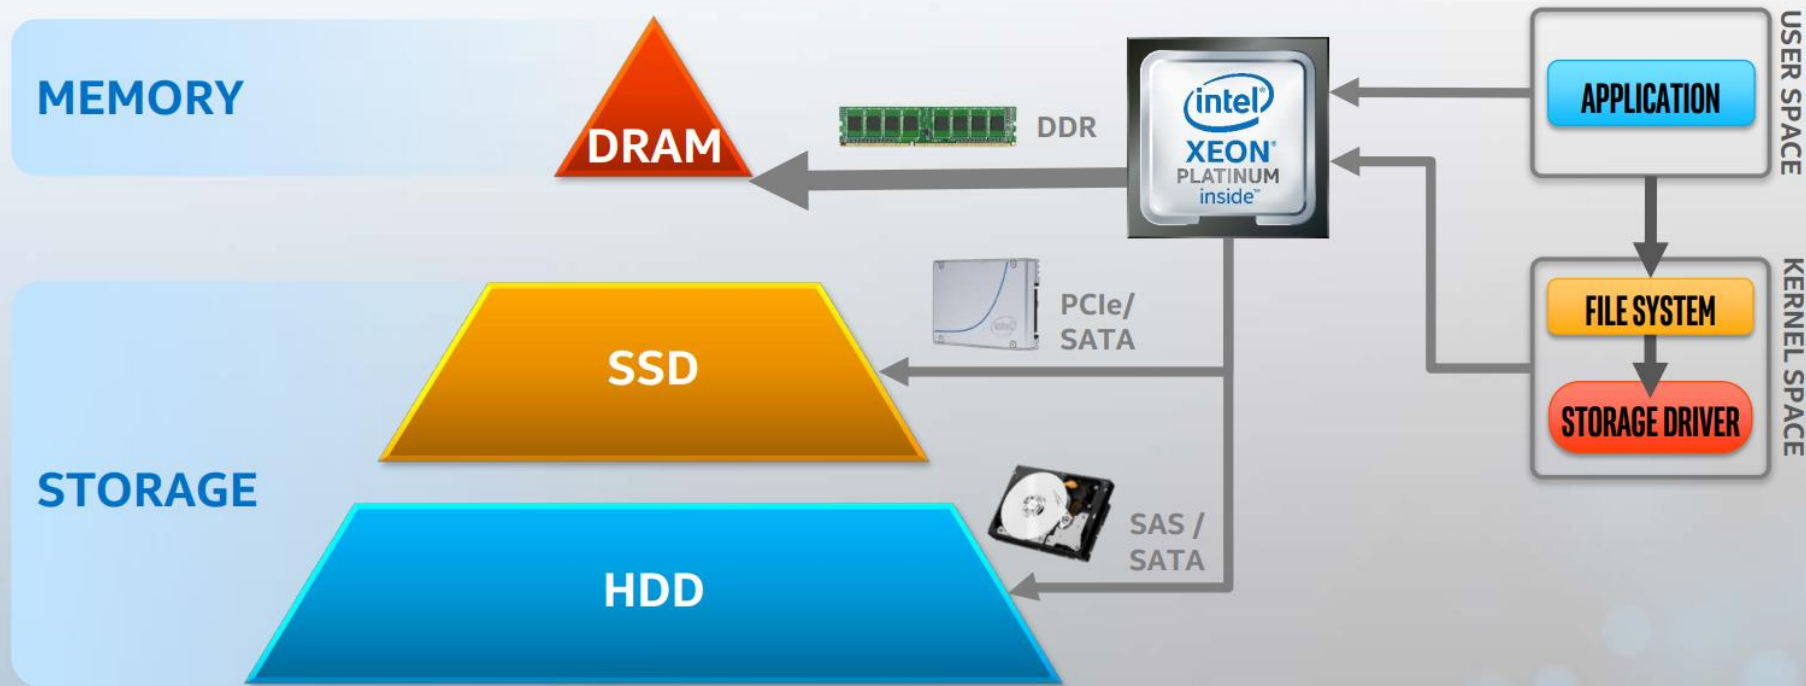 MEMORY
DRAM
DDR
intel®
XEON®
PLATINUM
inside™
APPLICATION
USER SPACE
STORAGE
SSD
PCIe/
SATA
HDD
SAS /
SATA
FILE SYSTEM
STORAGE DRIVER
KERNEL SPACE